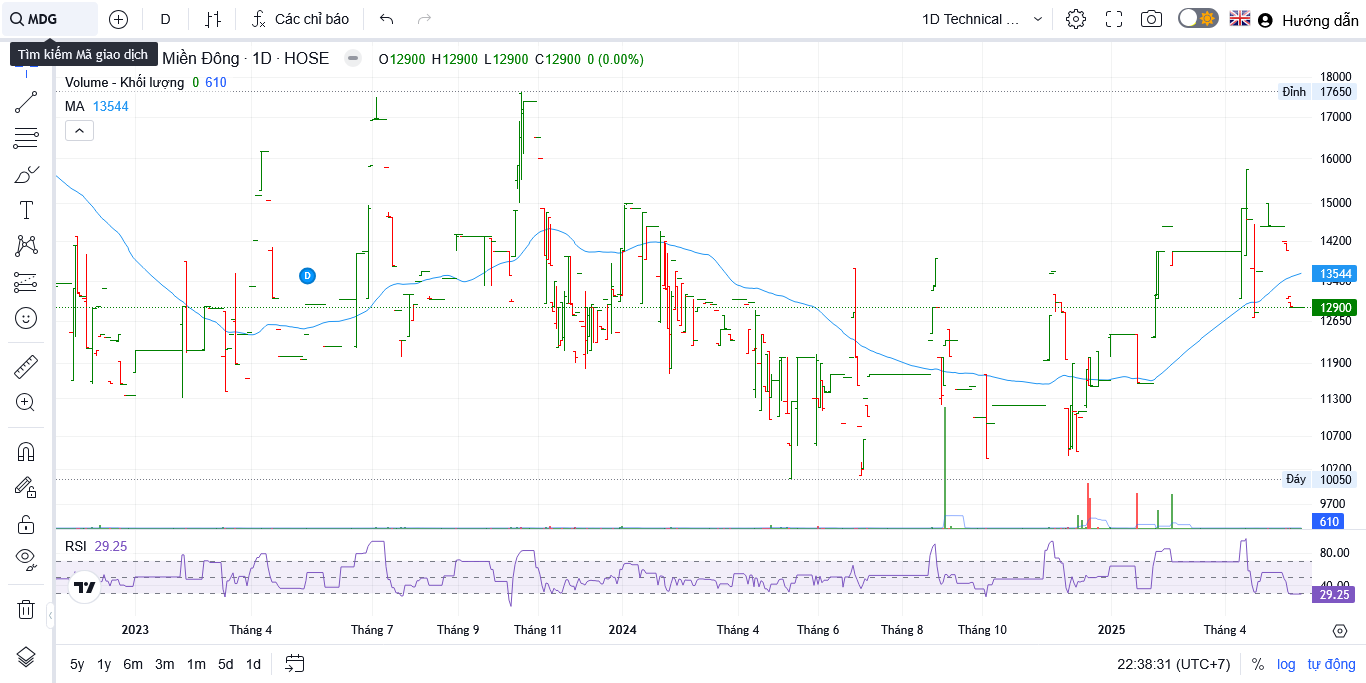 MDG
D
Các chỉ báo
1D Technical ...
Hướng dẫn
Tìm kiếm Mã giao dịch
Miền Đông · 1D · HOSE
O12900 H12900 L12900 C12900 0 (0.00%)
Volume - Khối lượng 0 610
MA 13544
D
18000
Đỉnh 17650
17000
16000
15000
14200
13544
13400
12900
12650
11900
11300
10700
10200
Đáy 10050
9700
610
RSI 29.25
80.00
40.00
29.25
2023 Tháng 4 Tháng 7 Tháng 9 Tháng 11 2024 Tháng 4 Tháng 6 Tháng 8 Tháng 10 2025 Tháng 4
5y 1y 6m 3m 1m 5d 1d
22:38:31 (UTC+7) % log tự động